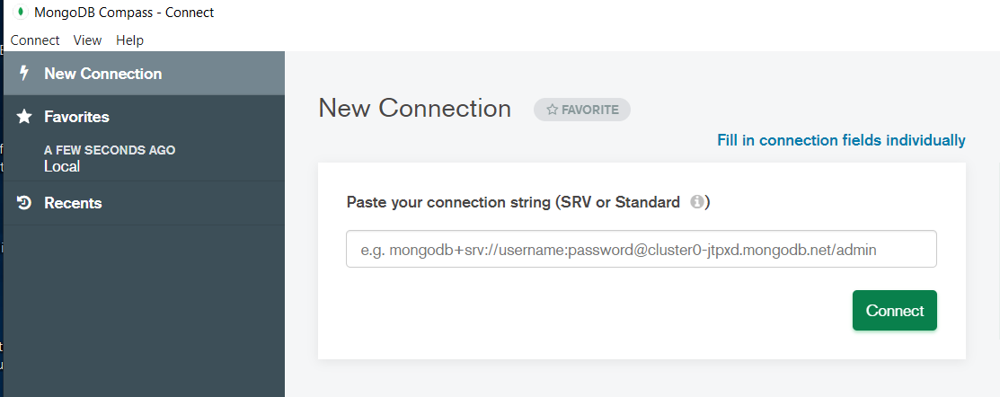 MongoDB Compass - Connect
Connect View Help
New Connection
Favorites
A FEW SECONDS AGO
Local
Recents
New Connection
FAVORITE
Fill in connection fields individually
Paste your connection string (SRV or Standard )
e.g. mongodb+srv://username:password@cluster0-jtpxd.mongodb.net/admin
Connect